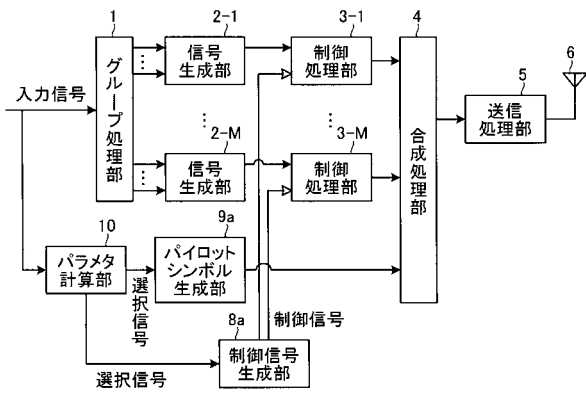 1
2-1
3-1
4
6
グループ処理部
信号
生成部
制御
処理部
5
入力信号
送信
処理部
2-M
3-M
信号
生成部
制御
処理部
合成処理部
10
9a
パラメタ
計算部
パイロット
シンボル
生成部
選択信号
制御信号
8a
制御信号
生成部
選択信号